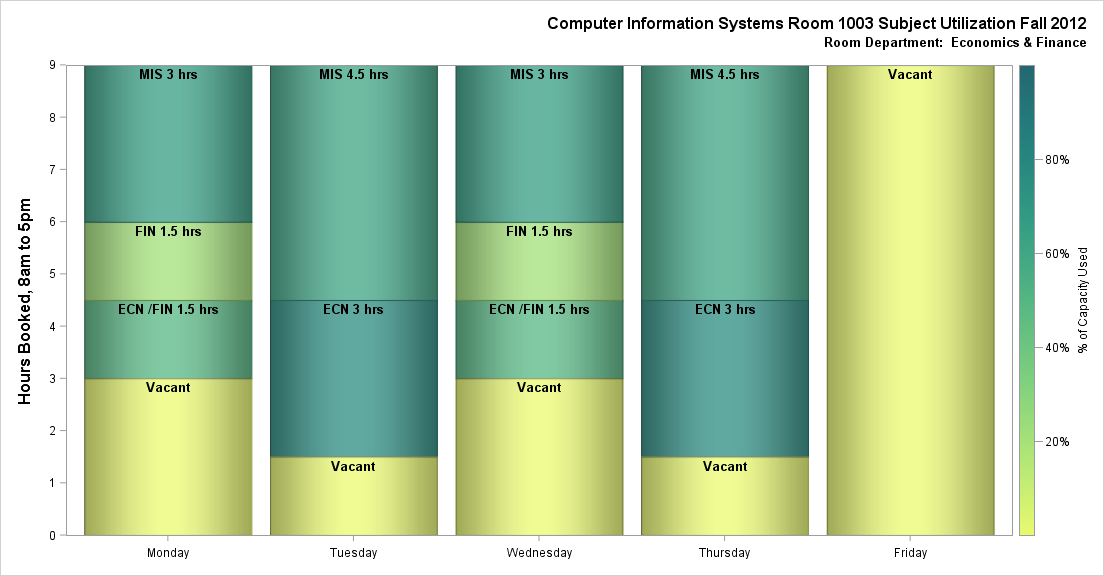 Computer Information Systems Room 1003 Subject Utilization Fall 2012
Room Department:  Economics & Finance
Hours Booked, 8am to 5pm
9
8
7
6
5
4
3
2
1
0
MIS 3 hrs
FIN 1.5 hrs
ECN /FIN 1.5 hrs
Vacant
MIS 4.5 hrs
ECN 3 hrs
Vacant
MIS 3 hrs
FIN 1.5 hrs
ECN /FIN 1.5 hrs
Vacant
MIS 4.5 hrs
ECN 3 hrs
Vacant
Vacant
Monday
Tuesday
Wednesday
Thursday
Friday
80%
60%
40%
20%
% of Capacity Used